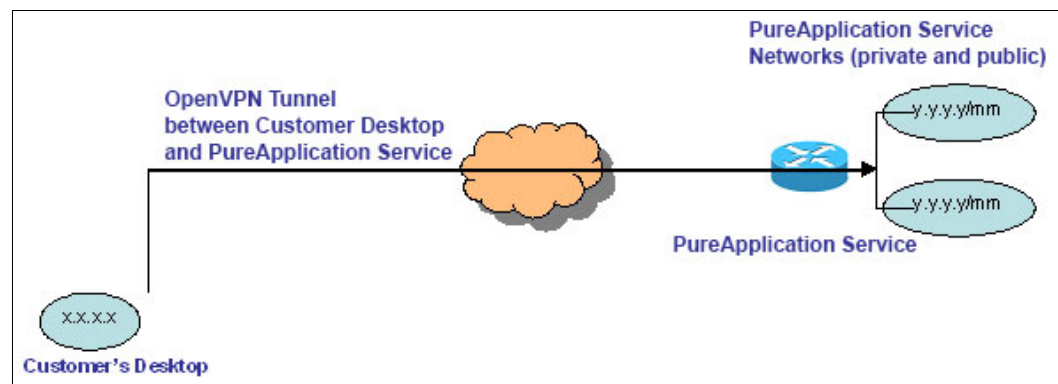 PureApplication Service
Networks (private and public)
OpenVPN Tunnel
between Customer Desktop
and PureApplication Service
y.y.y.y/mm
y.y.y.y/mm
PureApplication Service
x.x.x.x
Customer's Desktop